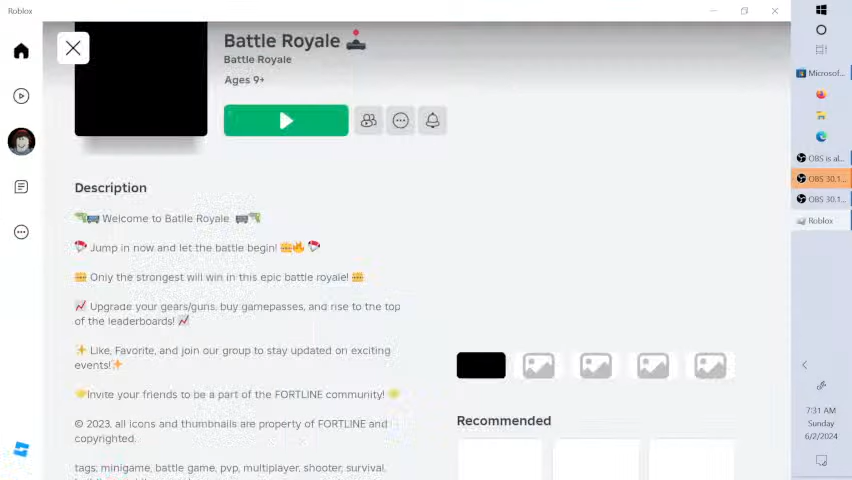 Roblox
Battle Royale
Battle Royale
Ages 9+
Description
Welcome to Batlle Royale
Jump in now and let the battle begin!
Only the strongest will win in this epic battle royale!
Upgrade your gears/guns, buy gamepasses, and rise to the top
of the leaderboards!
Like, Favorite, and join our group to stay updated on exciting
events!
Invite your friends to be a part of the FORTLINE community!
© 2023, all icons and thumbnails are property of FORTLINE and
copyrighted.
tags: minigame, battle game, pvp, multiplayer, shooter, survival,
Recommended
Microsof...
OBS is al...
OBS 30.1...
OBS 30.1...
Roblox
7:31 AM
Sunday
6/2/2024